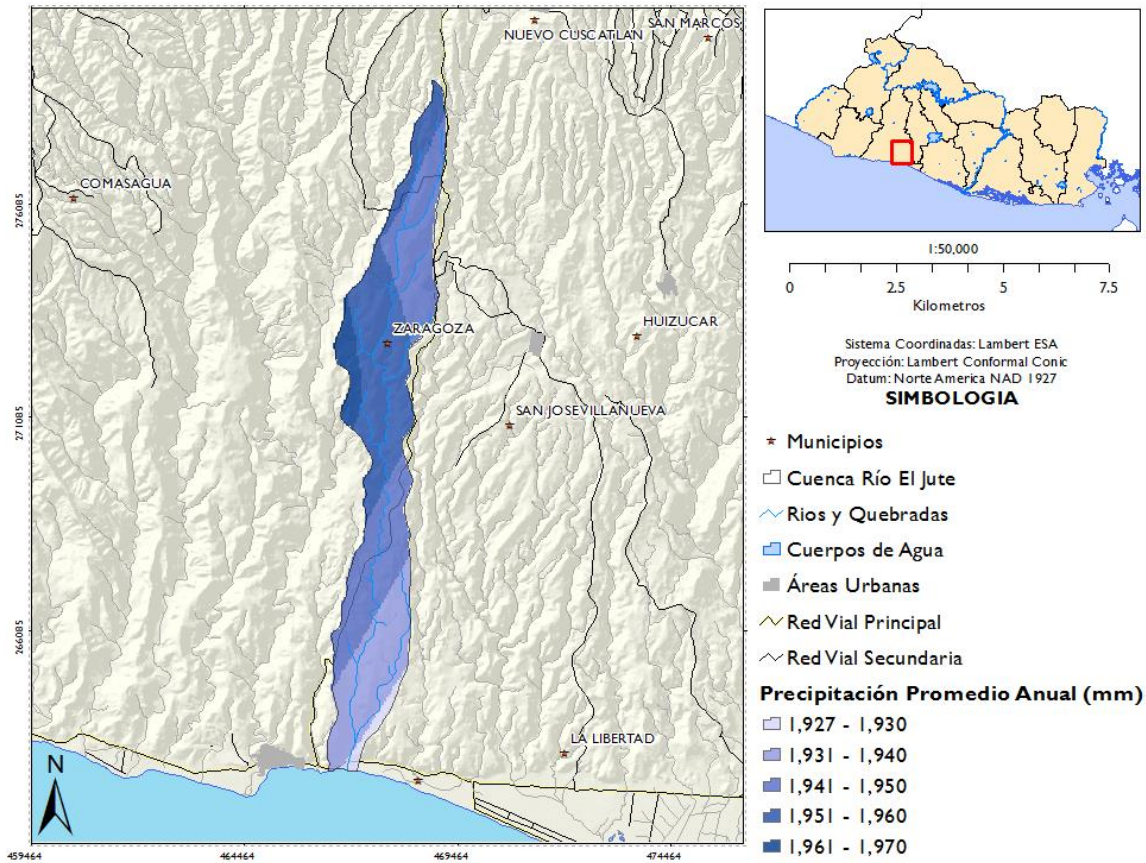 SAN MARCOS
NUEVO CUSCATLAN
COMASAGUA
ZARAGOZA
HUIZUCAR
SAN JOSEVILLANUEVA
LA LIBERTAD
N
276085
271085
266085
459464
464464
469464
474464
1:50,000
0 2.5 5 7.5
Kilometros
Sistema Coordinadas: Lambert ESA
Proyección: Lambert Conformal Conic
Datum: Norte America NAD 1927
SIMBOLOGIA
Municipios
Cuenca Río El Jute
Rios y Quebradas
Cuerpos de Agua
Áreas Urbanas
Red Vial Principal
Red Vial Secundaria
Precipitación Promedio Anual (mm)
1,927 - 1,930
1,931 - 1,940
1,941 - 1,950
1,951 - 1,960
1,961 - 1,970